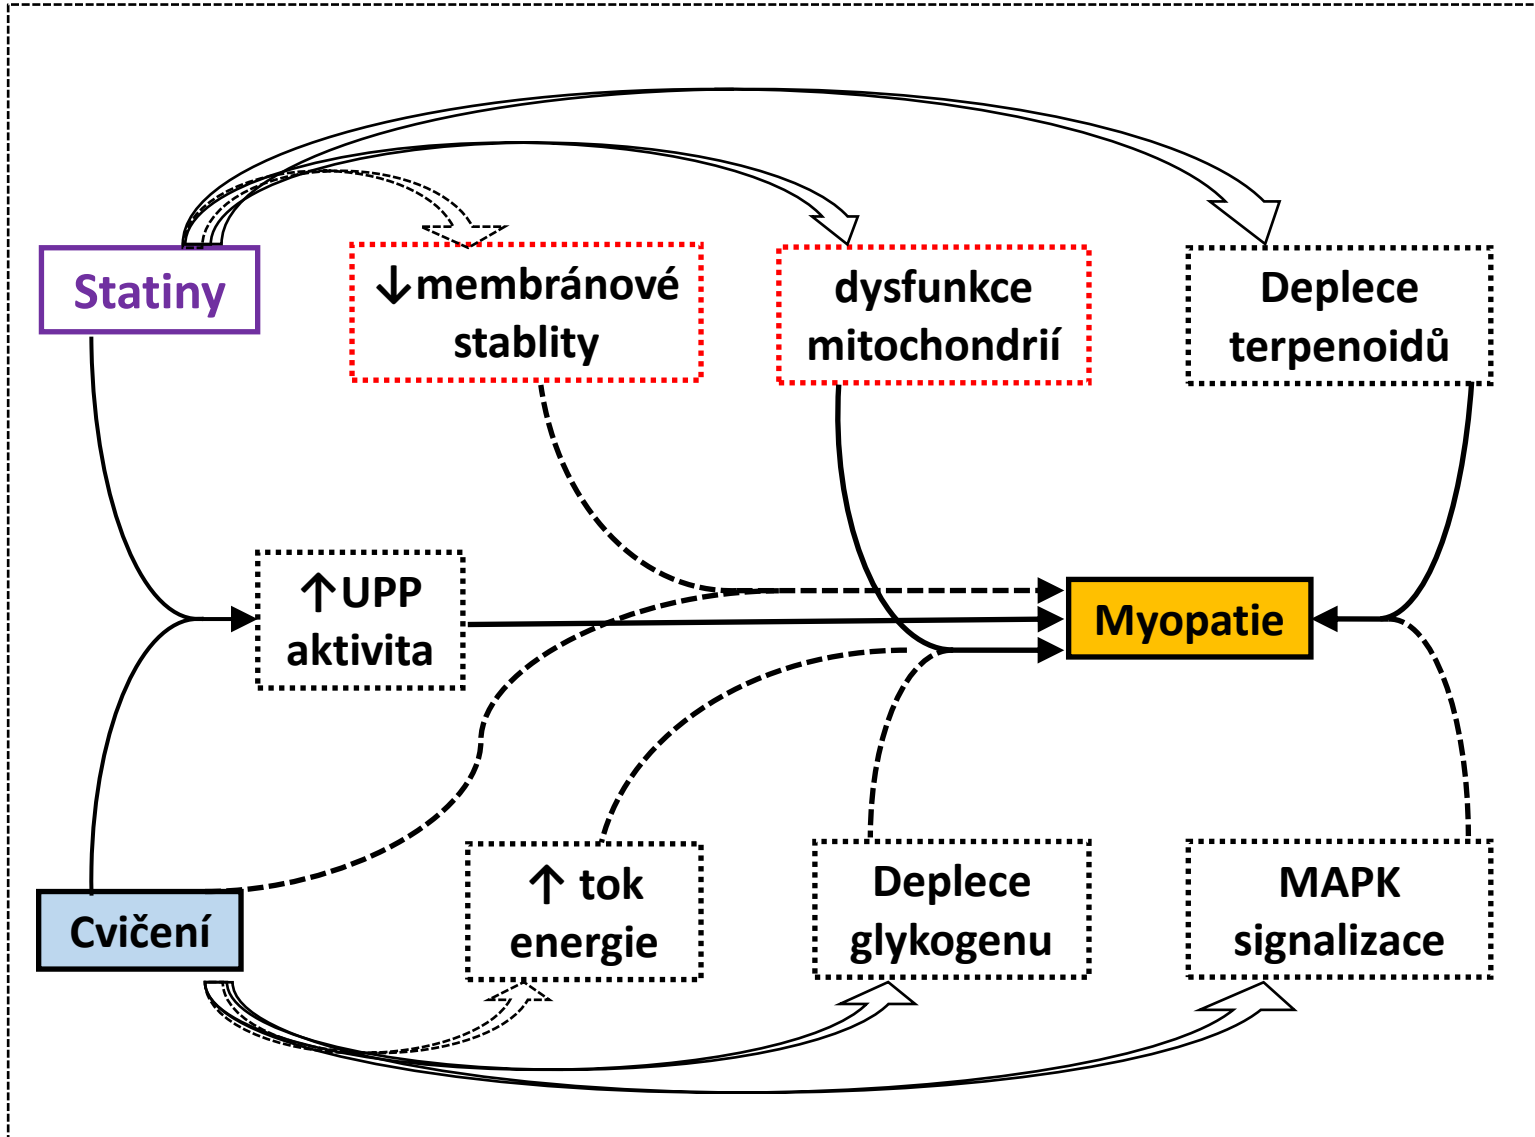 Statiny
↓membránové
stablity
dysfunkce
mitochondrií
Deplece
terpenoidů
↑UPP
aktivita
Myopatie
Cvičení
↑ tok
energie
Deplece
glykogenu
MAPK
signalizace